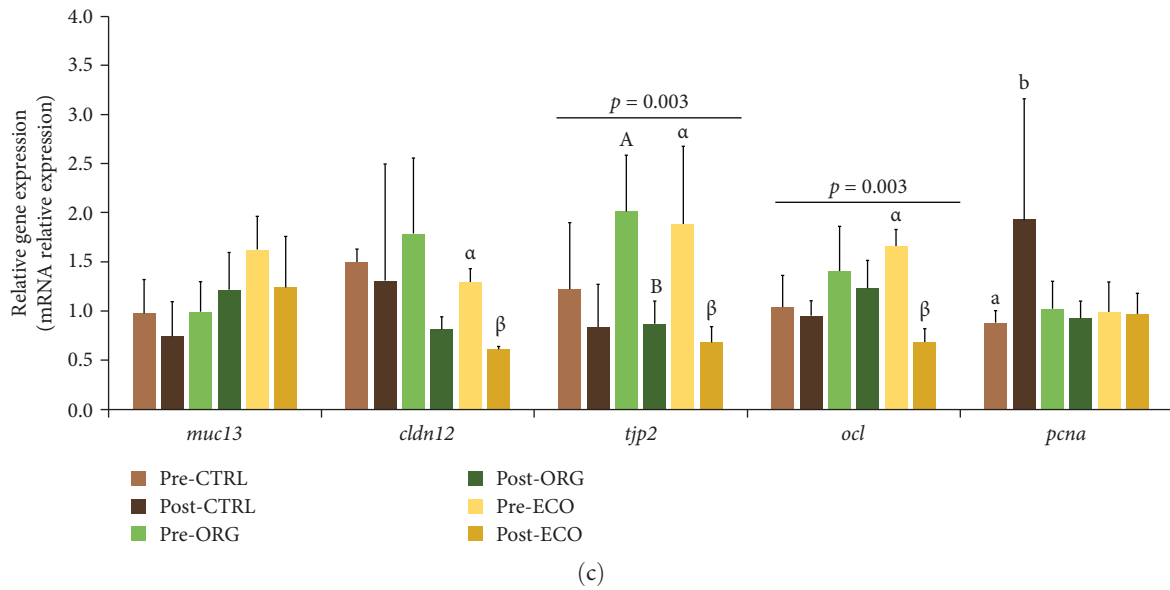 Relative gene expression
(mRNA relative expression)
4.0
3.5
3.0
2.5
2.0
1.5
1.0
0.5
0.0
p = 0.003
p = 0.003
α
β
A
B
α
β
α
β
a
b
muc13 cldn12 tjp2 ocl pcna
Pre-CTRL
Post-CTRL
Pre-ORG
Post-ORG
Pre-ECO
Post-ECO
(c)